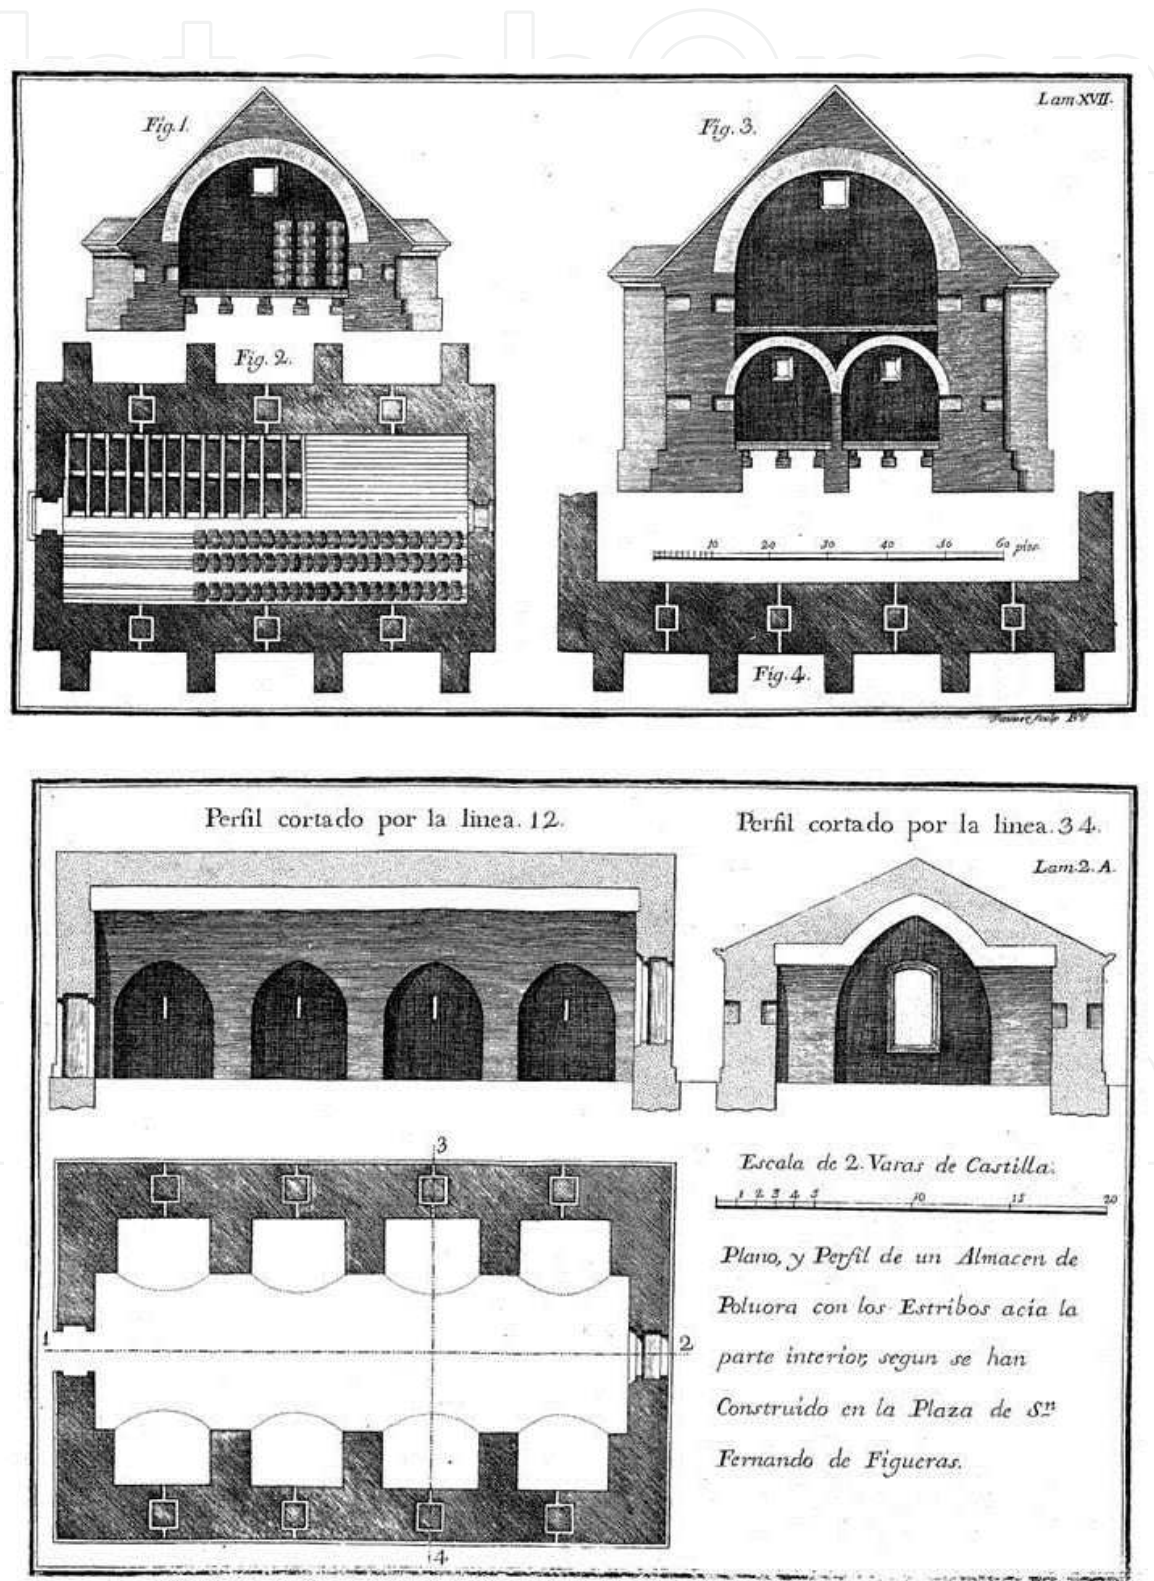 Lam. XVII.
Fig. 1.
Fig. 3.
Fig. 2.
10 20 30 40 50 60 pies
Fig. 4.
sculp
Perfil cortado por la linea. 12.
Perfil cortado por la linea. 34.
Lam. 2. A.
3
1
2
4
Escala de 2. Varas de Castilla.
1 2 3 4 5 10 15 20
Plano, y Perfil de un Almacen de
Poluora con los Estribos acia la
parte interior, segun se han
Construido en la Plaza de Sn
Fernando de Figueras.